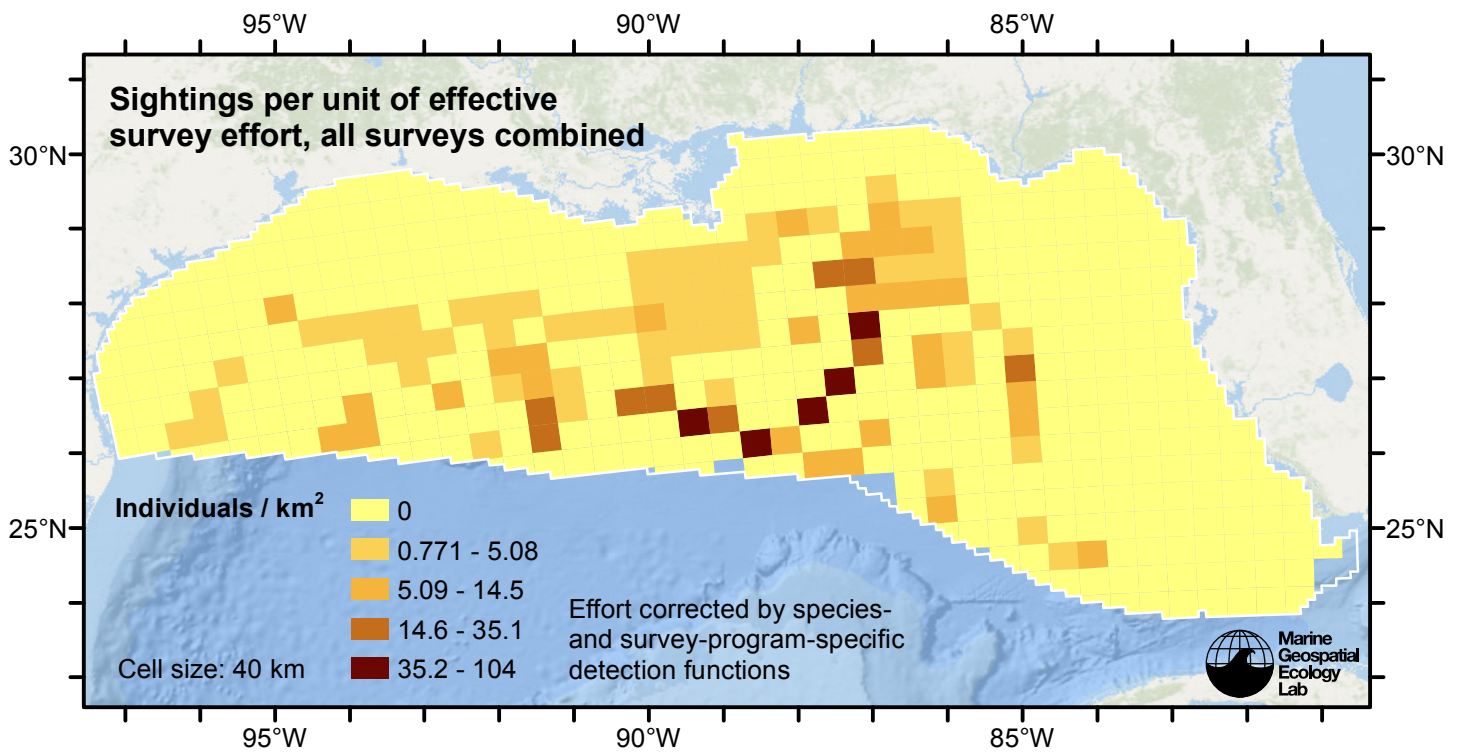 95°W 90°W 85°W
Sightings per unit of effective
survey effort, all surveys combined
30°N 30°N
Individuals / km²
0
0.771 - 5.08
5.09 - 14.5
14.6 - 35.1
35.2 - 104
25°N 25°N
Cell size: 40 km
Effort corrected by species-
and survey-program-specific
detection functions
Marine
Geospatial
Ecology
Lab
95°W 90°W 85°W